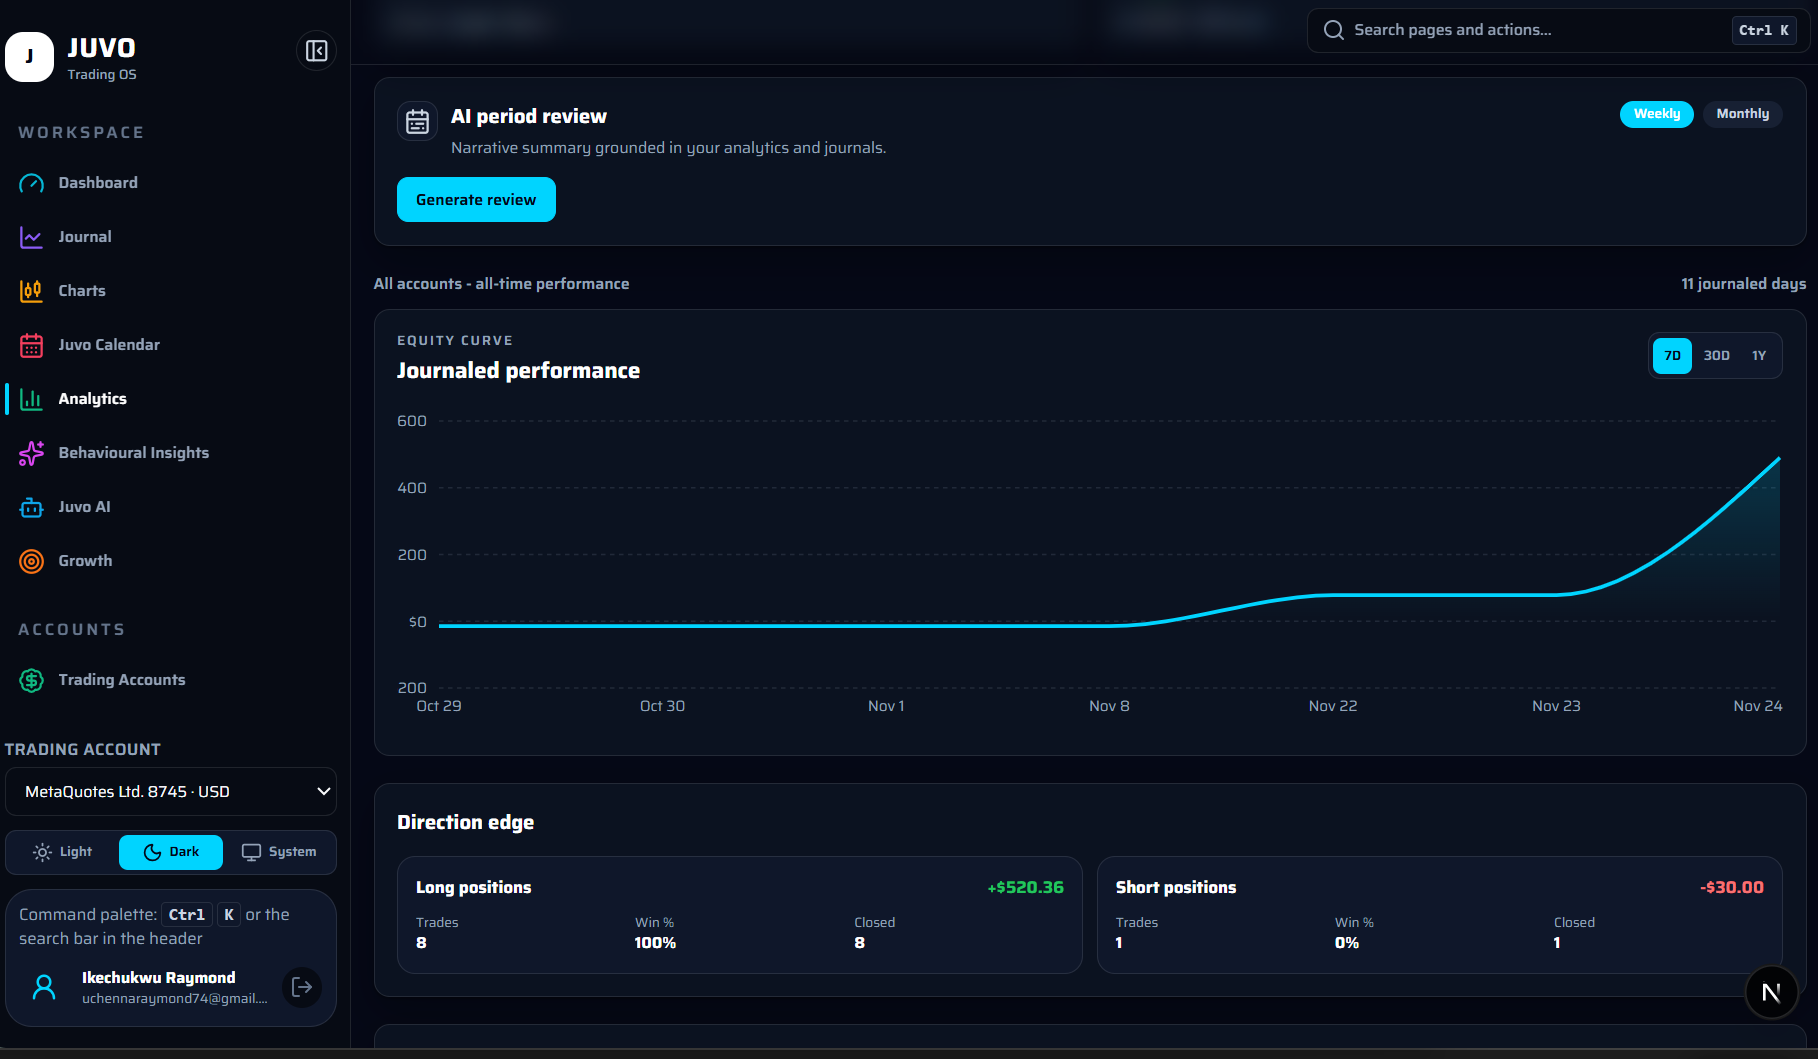 J
JUVO
Trading OS
WORKSPACE
Dashboard
Journal
Charts
Juvo Calendar
Analytics
Behavioural Insights
Juvo AI
Growth
ACCOUNTS
Trading Accounts
TRADING ACCOUNT
MetaQuotes Ltd. 8745 · USD
Light
Dark
System
Command palette: Ctrl K or the
search bar in the header
Ikechukwu Raymond
uchennaraymond74@gmail....
Search pages and actions...
Ctrl K
AI period review
Narrative summary grounded in your analytics and journals.
Weekly
Monthly
Generate review
All accounts - all-time performance
11 journaled days
EQUITY CURVE
Journaled performance
7D
30D
1Y
600
400
200
$0
200
Oct 29
Oct 30
Nov 1
Nov 8
Nov 22
Nov 23
Nov 24
Direction edge
Long positions
+$520.36
Trades
Win %
Closed
8
100%
8
Short positions
-$30.00
Trades
Win %
Closed
1
0%
1
N